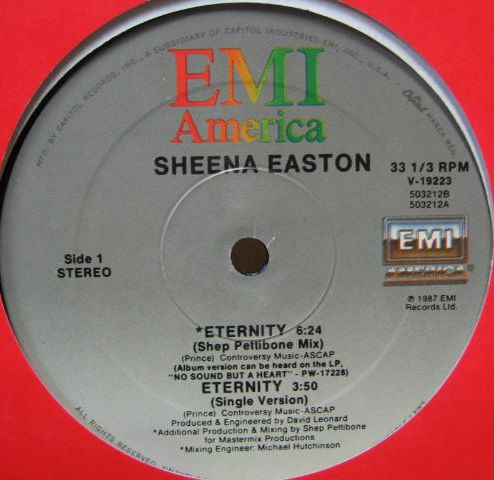 MFG. BY CAPITOL RECORDS, INC., A SUBSIDIARY OF CAPITOL INDUSTRIES-EMI, INC., U.S.A.
EMI
America
SHEENA EASTON
33 1/3 RPM
V-19223
503212B
503212A
Side 1
STEREO
EMI
AMERICA
℗ 1987 EMI
Records Ltd.
*ETERNITY 6:24
(Shep Pettibone Mix)
(Prince) Controversy Music-ASCAP
(Album version can be heard on the LP,
"NO SOUND BUT A HEART" - PW-17228)
ETERNITY 3:50
(Single Version)
(Prince) Controversy Music-ASCAP
Produced & Engineered by David Leonard
*Additional Production & Mixing by Shep Pettibone
for Mastermix Productions
*Mixing Engineer: Michael Hutchinson
ALL RIGHTS RESERVED.